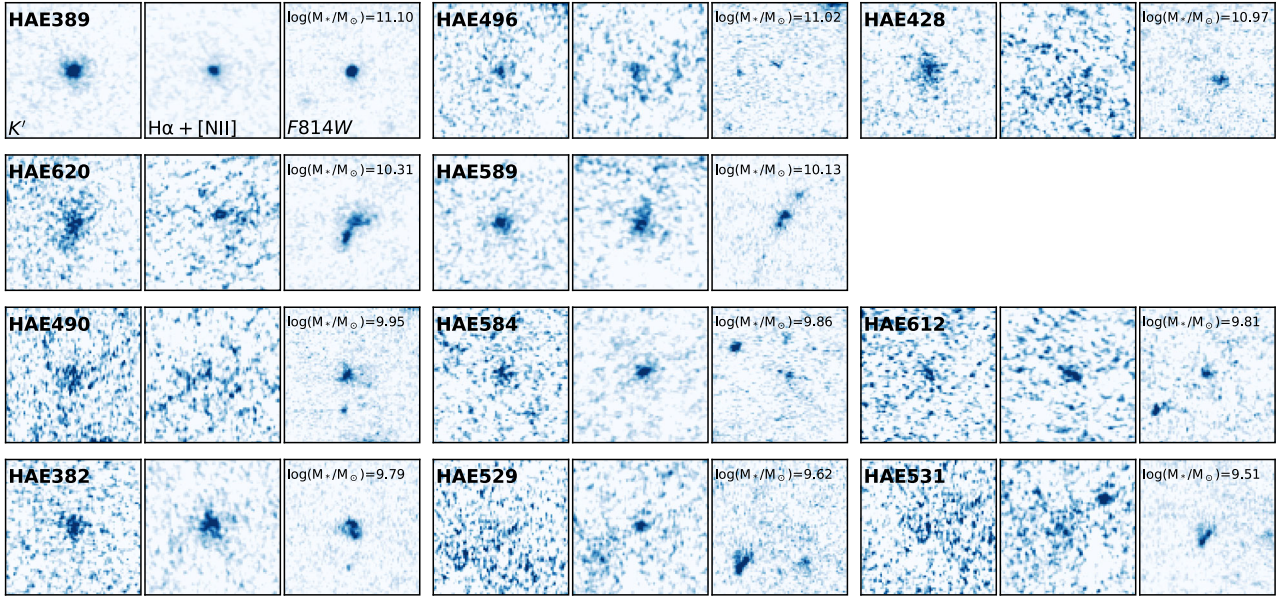 HAE389
log(M∗/M⊙)=11.10
HAE496
log(M∗/M⊙)=11.02
HAE428
log(M∗/M⊙)=10.97
K′
Hα + [NII]
F814W
HAE620
log(M∗/M⊙)=10.31
HAE589
log(M∗/M⊙)=10.13
HAE490
log(M∗/M⊙)=9.95
HAE584
log(M∗/M⊙)=9.86
HAE612
log(M∗/M⊙)=9.81
HAE382
log(M∗/M⊙)=9.79
HAE529
log(M∗/M⊙)=9.62
HAE531
log(M∗/M⊙)=9.51